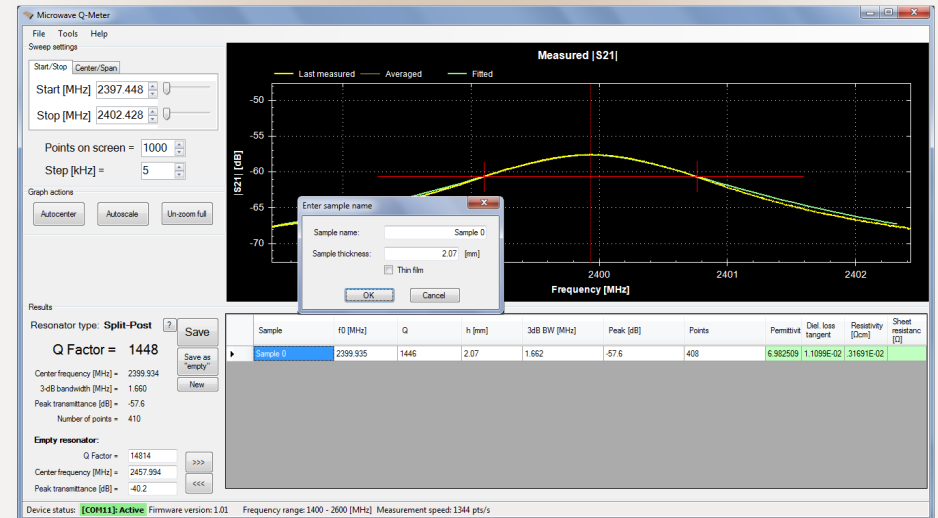 Microwave Q-Meter
File Tools Help
Sweep settings
Start/Stop Center/Span
Start [MHz] 2397.448
Stop [MHz] 2402.428
Points on screen = 1000
Step [kHz] = 5
Graph actions
Autocenter Autoscale Un-zoom full
Measured |S21|
Last measured Averaged Fitted
|S21| [dB]
-50
-55
-60
-65
-70
2400 2401 2402
Frequency [MHz]
Enter sample name
Sample name: Sample 0
Sample thickness: 2.07 [mm]
Thin film
OK Cancel
Results
Resonator type: Split-Post ? Save
Q Factor = 1448
Save as "empty"
Center frequency [MHz] = 2399.934
3-dB bandwidth [MHz] = 1.660 New
Peak transmittance [dB] = -57.6
Number of points = 410
Empty resonator:
Q Factor = 14814 >>>
Center frequency [MHz] = 2457.994
Peak transmittance [dB] = -40.2 <<<
Sample f0 [MHz] Q h [mm] 3dB BW [MHz] Peak [dB] Points Permittivit Diel. loss tangent Resistivity [Ωcm] Sheet resistanc [Ω]
Sample 0 2399.935 1446 2.07 1.662 -57.6 408 6.982509 1.1099E-02 .31691E-02
Device status: [COM11]: Active Firmware version: 1.01 Frequency range: 1400 - 2600 [MHz] Measurement speed: 1344 pts/s